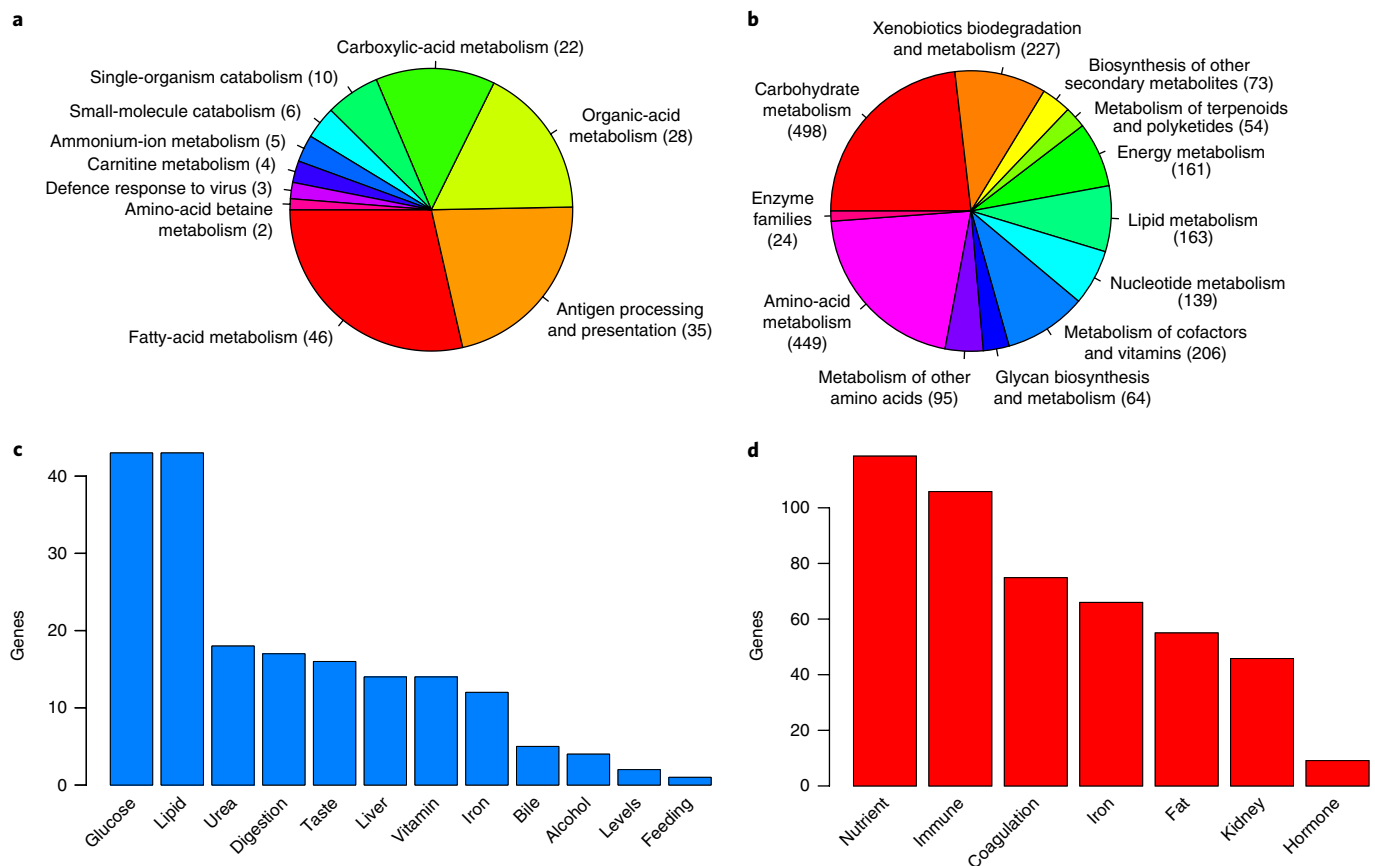 a
Carboxylic-acid metabolism (22)
Single-organism catabolism (10)
Small-molecule catabolism (6)
Ammonium-ion metabolism (5)
Carnitine metabolism (4)
Defence response to virus (3)
Amino-acid betaine
metabolism (2)
Fatty-acid metabolism (46)
Organic-acid
metabolism (28)
Antigen processing
and presentation (35)
b
Xenobiotics biodegradation
and metabolism (227)
Biosynthesis of other
secondary metabolites (73)
Metabolism of terpenoids
and polyketides (54)
Energy metabolism
(161)
Lipid metabolism
(163)
Nucleotide metabolism
(139)
Metabolism of cofactors
and vitamins (206)
Glycan biosynthesis
and metabolism (64)
Metabolism of other
amino acids (95)
Amino-acid
metabolism
(449)
Enzyme
families
(24)
Carbohydrate
metabolism
(498)
c
Genes
40
30
20
10
0
Glucose
Lipid
Urea
Digestion
Taste
Liver
Vitamin
Iron
Bile
Alcohol
Levels
Feeding
d
Genes
100
80
60
40
20
0
Nutrient
Immune
Coagulation
Iron
Fat
Kidney
Hormone